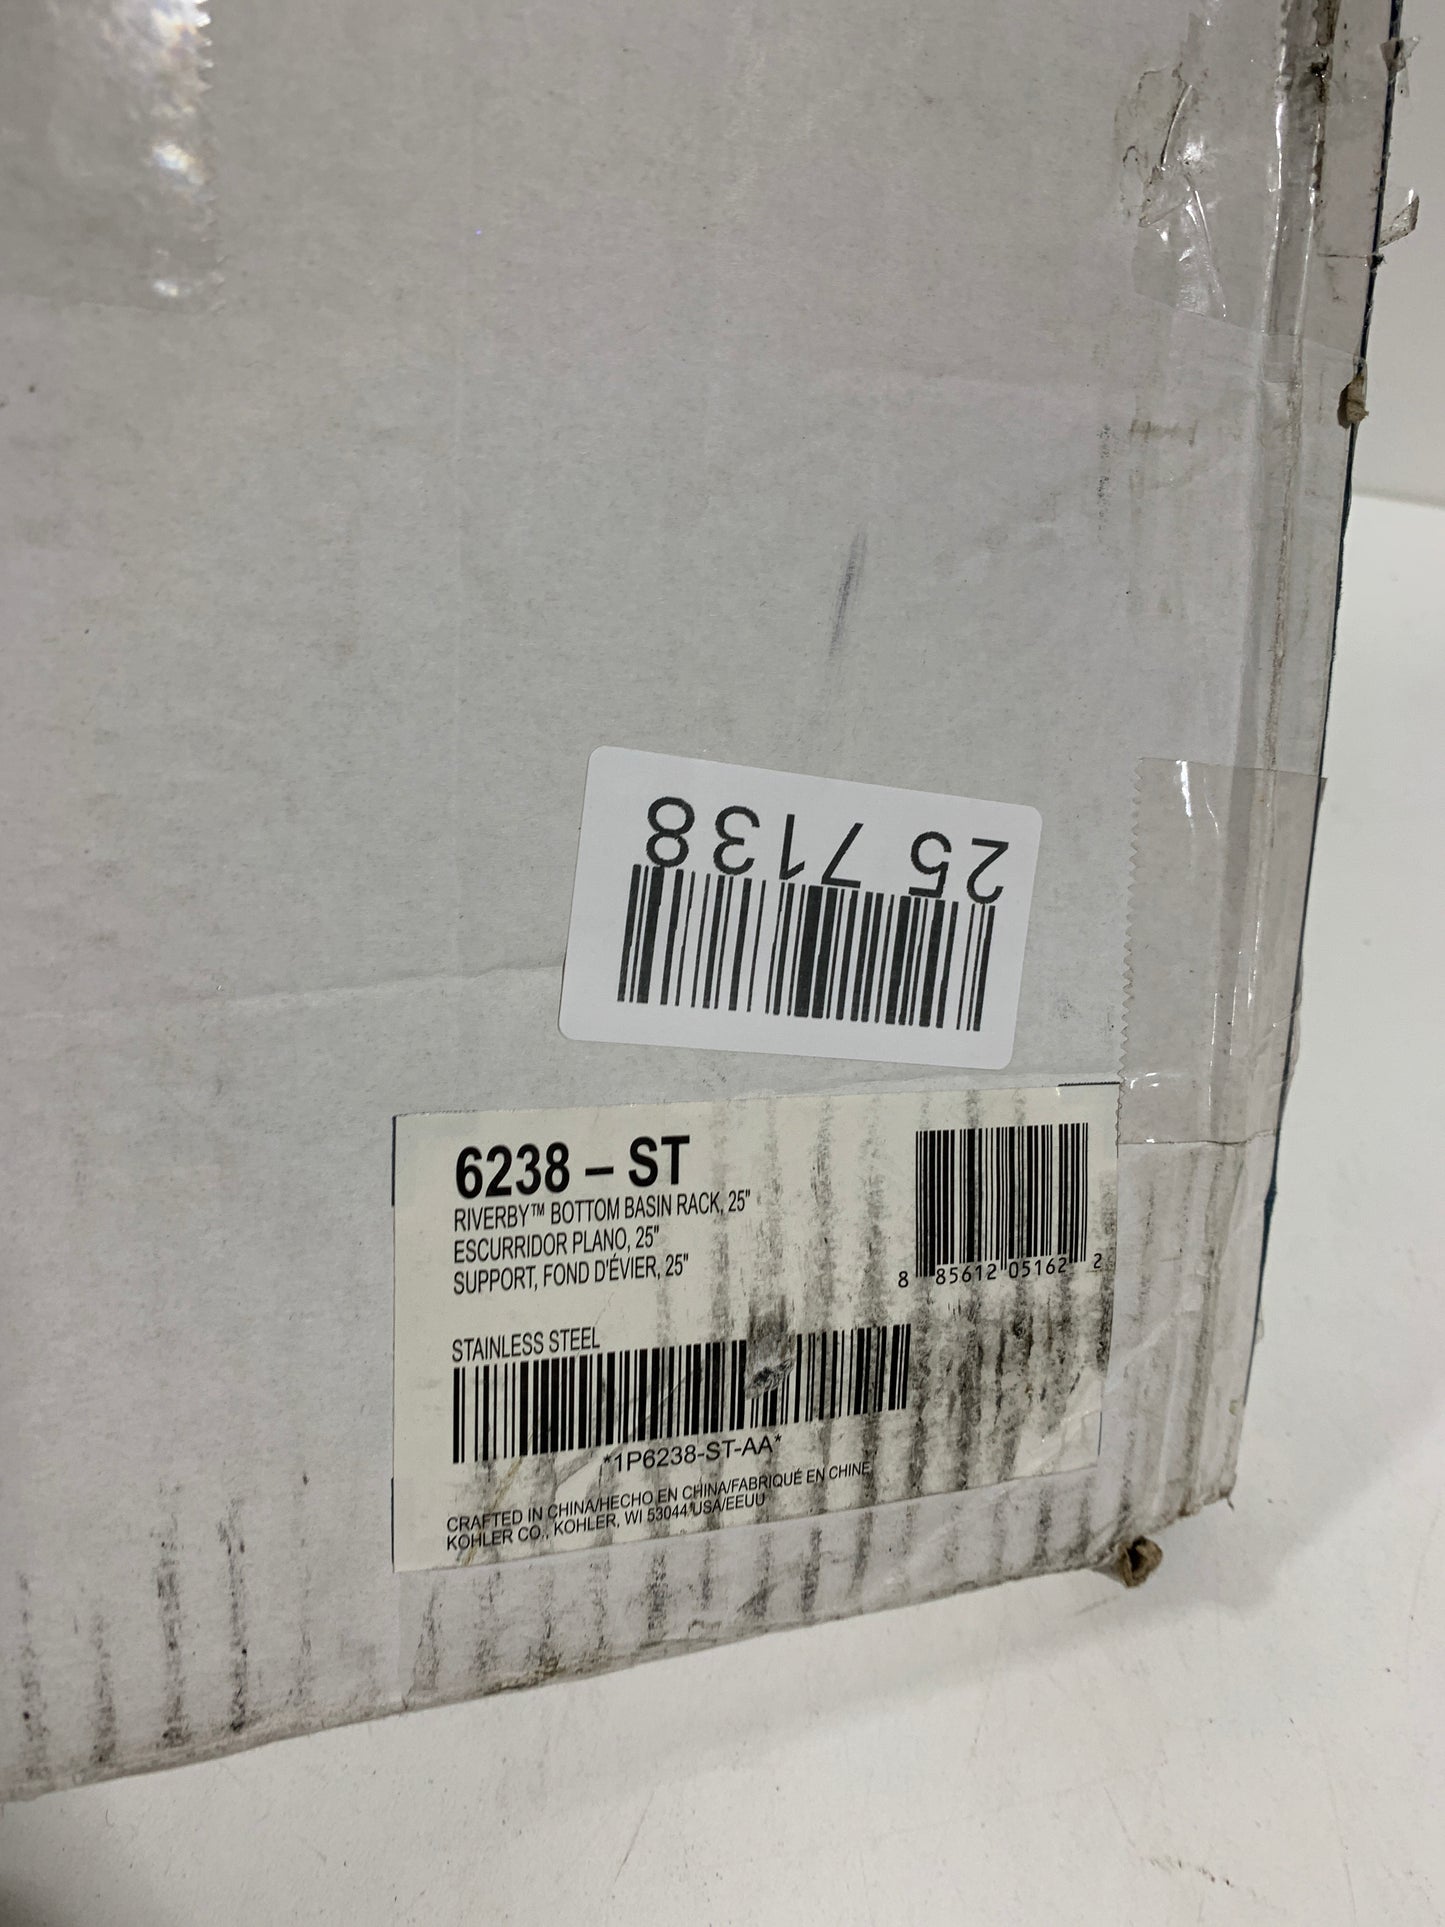 25 7138
6238 – ST
RIVERBY™ BOTTOM BASIN RACK, 25"
ESCURRIDOR PLANO, 25"
SUPPORT, FOND D'ÉVIER, 25"
8 85612 05162 2
STAINLESS STEEL
*1P6238-ST-AA*
CRAFTED IN CHINA/HECHO EN CHINA/FABRIQUÉ EN CHINE
KOHLER CO., KOHLER, WI 53044 USA/EEUU